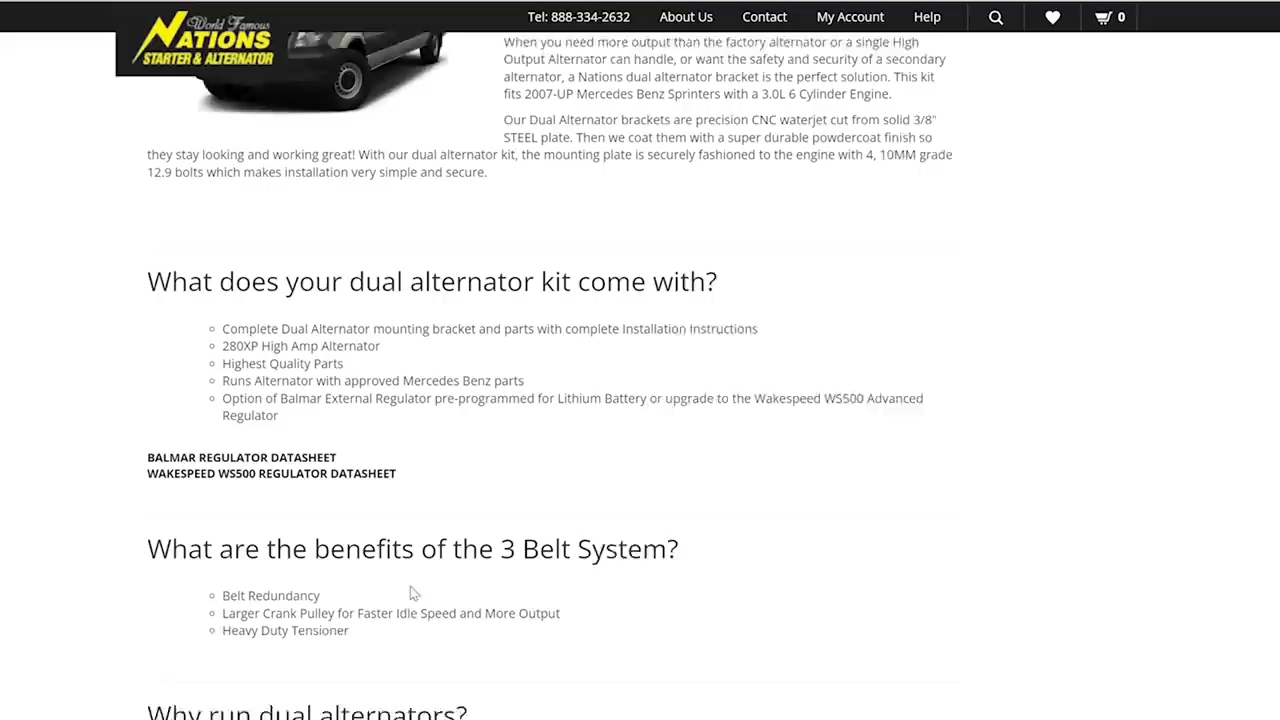 World Famous
NATIONS
STARTER & ALTERNATOR
Tel: 888-334-2632 About Us Contact My Account Help 0
When you need more output than the factory alternator or a single High
Output Alternator can handle, or want the safety and security of a secondary
alternator, a Nations dual alternator bracket is the perfect solution. This kit
fits 2007-UP Mercedes Benz Sprinters with a 3.0L 6 Cylinder Engine.
Our Dual Alternator brackets are precision CNC waterjet cut from solid 3/8"
STEEL plate. Then we coat them with a super durable powdercoat finish so
they stay looking and working great! With our dual alternator kit, the mounting plate is securely fashioned to the engine with 4, 10MM grade
12.9 bolts which makes installation very simple and secure.
What does your dual alternator kit come with?
Complete Dual Alternator mounting bracket and parts with complete Installation Instructions
280XP High Amp Alternator
Highest Quality Parts
Runs Alternator with approved Mercedes Benz parts
Option of Balmar External Regulator pre-programmed for Lithium Battery or upgrade to the Wakespeed WS500 Advanced
Regulator
BALMAR REGULATOR DATASHEET
WAKESPEED WS500 REGULATOR DATASHEET
What are the benefits of the 3 Belt System?
Belt Redundancy
Larger Crank Pulley for Faster Idle Speed and More Output
Heavy Duty Tensioner
Why run dual alternators?